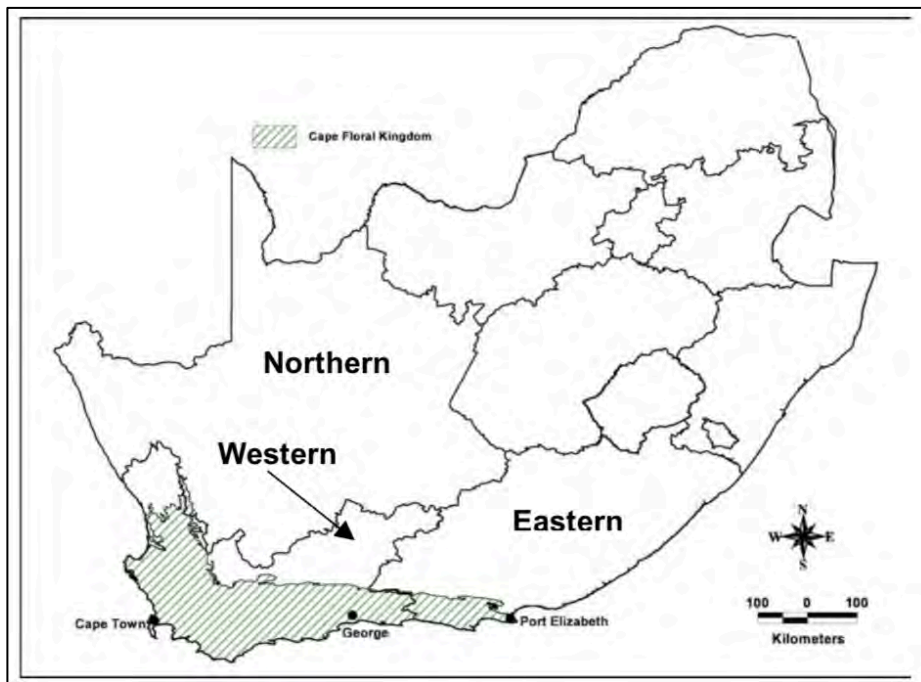 Cape Floral Kingdom
Northern
Western
Eastern
N
W E
S
Cape Town
George
Port Elizabeth
100 0 100
Kilometers